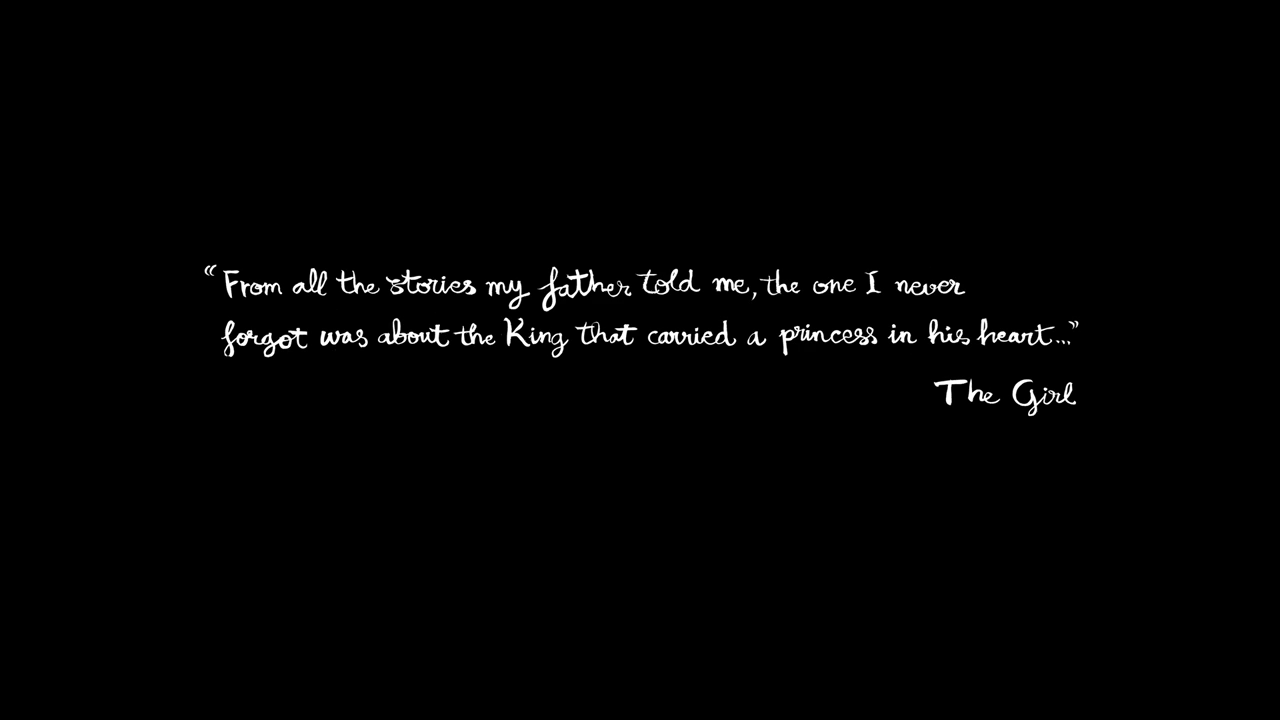 “From all the stories my father told me, the one I never
forgot was about the King that carried a princess in his heart...”
The Girl